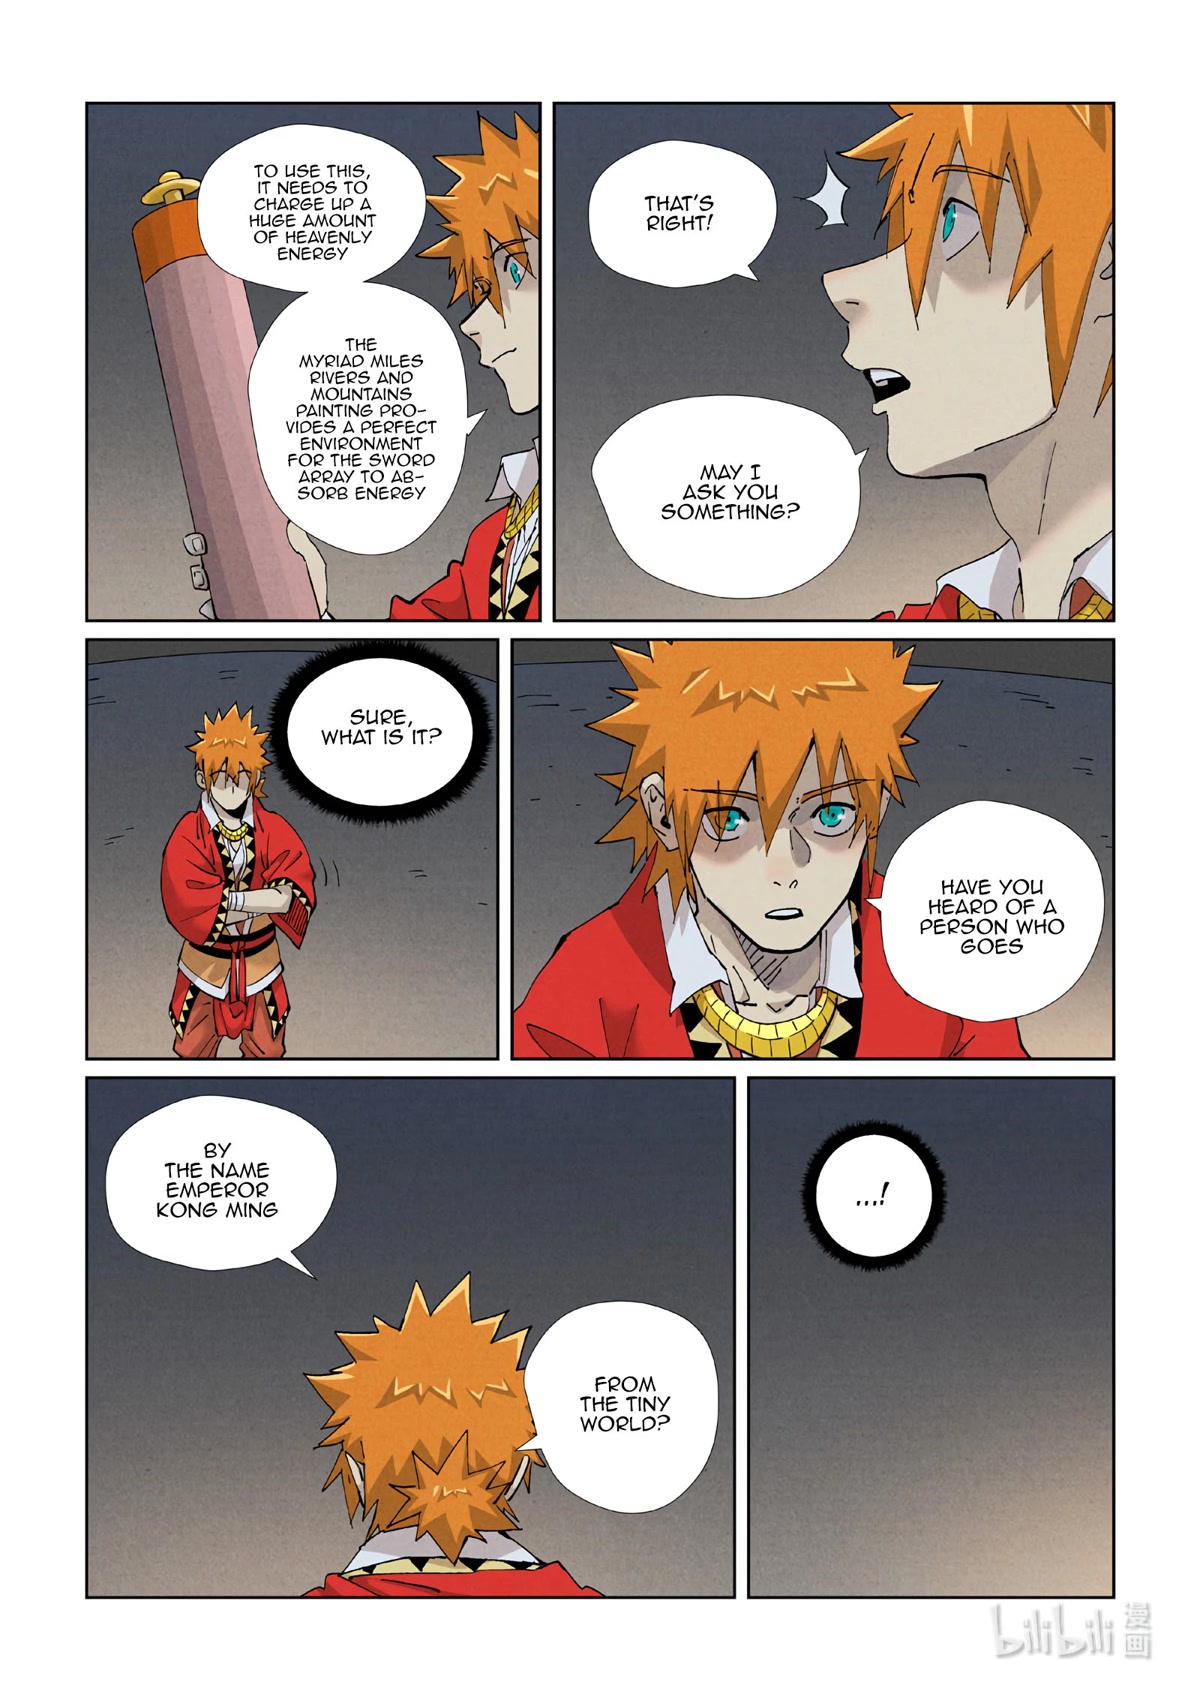 TO USE THIS,
IT NEEDS TO
CHARGE UP A
HUGE AMOUNT
OF HEAVENLY
ENERGY
THE
MYRIAD MILES
RIVERS AND
MOUNTAINS
PAINTING PRO-
VIDES A PERFECT
ENVIRONMENT
FOR THE SWORD
ARRAY TO AB-
SORB ENERGY
THAT'S
RIGHT!
MAY I
ASK YOU
SOMETHING?
SURE,
WHAT IS IT?
HAVE YOU
HEARD OF A
PERSON WHO
GOES
BY
THE NAME
EMPEROR
KONG MING
FROM
THE TINY
WORLD?
...!
bilibili 漫画